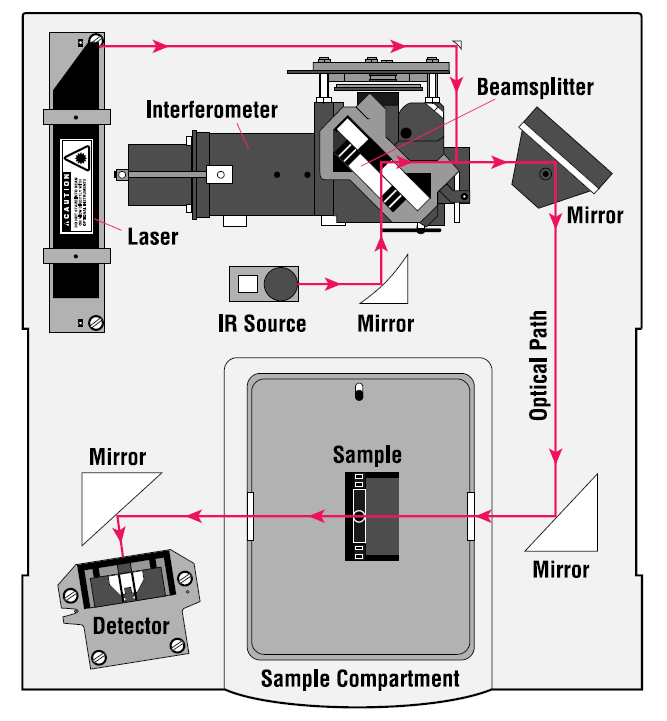 Beamsplitter
Interferometer
CAUTION
Mirror
Laser
IR Source
Mirror
Optical Path
Mirror
Sample
Mirror
Detector
Sample Compartment